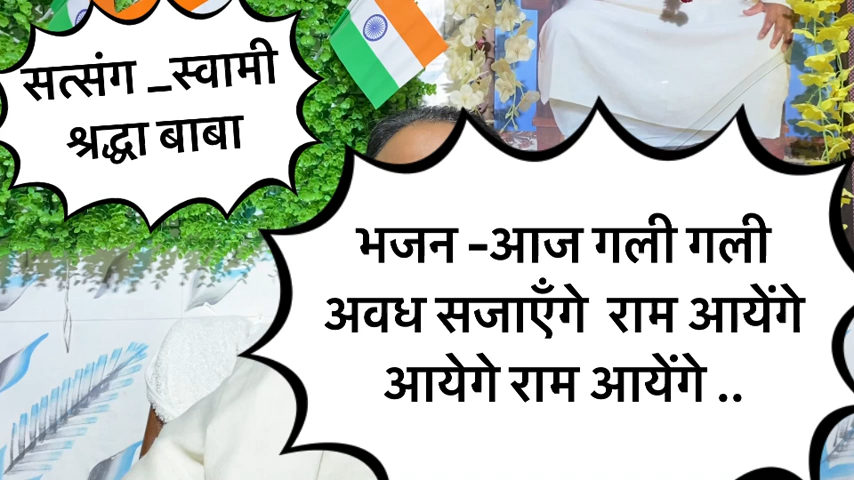 सत्संग _स्वामी
श्रद्धा बाबा
भजन -आज गली गली
अवध सजाएँगे राम आयेंगे
आयेगे राम आयेंगे ..